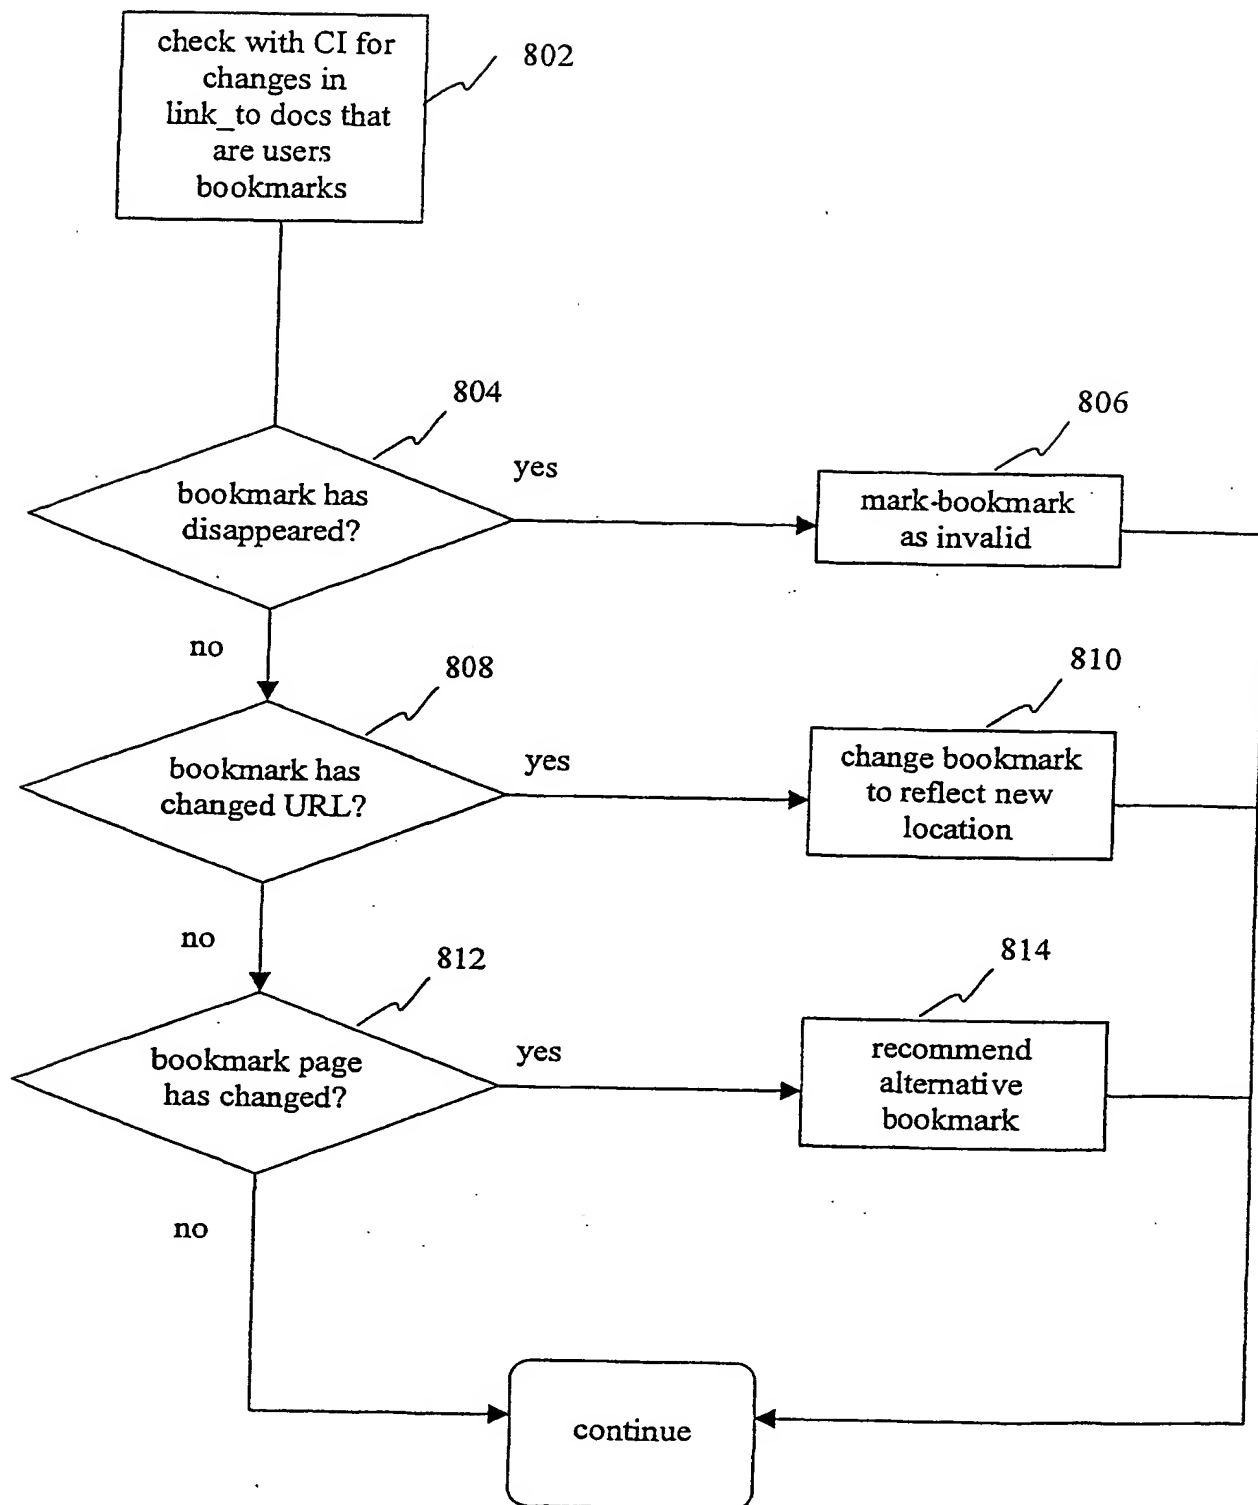 check with CI for
changes in
link_to docs that
are users
bookmarks
802
804
bookmark has
disappeared?
yes
806
mark-bookmark
as invalid
no
808
bookmark has
changed URL?
yes
810
change bookmark
to reflect new
location
no
812
bookmark page
has changed?
yes
814
recommend
alternative
bookmark
no
continue